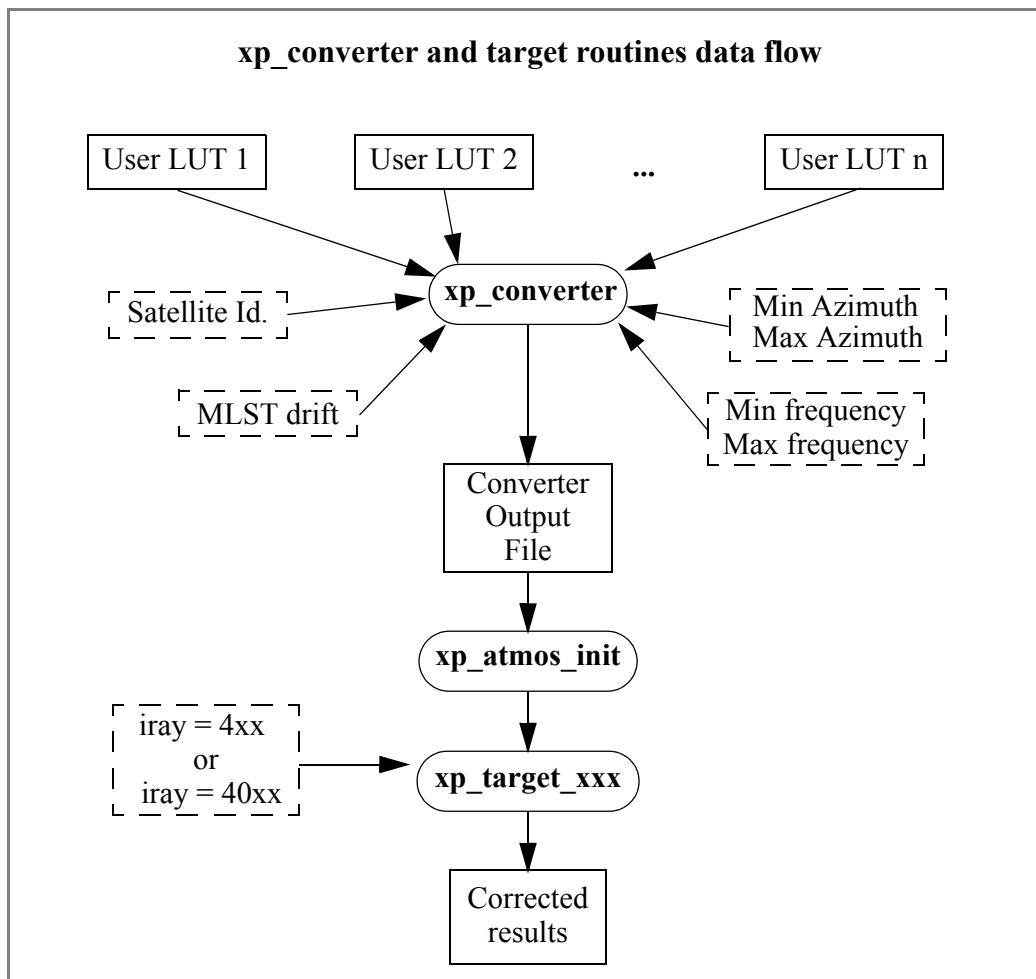 xp_converter and target routines data flow
User LUT 1
User LUT 2
...
User LUT n
xp_converter
Satellite Id.
Min Azimuth
Max Azimuth
MLST drift
Min frequency
Max frequency
Converter
Output
File
xp_atmos_init
iray = 4xx
or
iray = 40xx
xp_target_xxx
Corrected
results